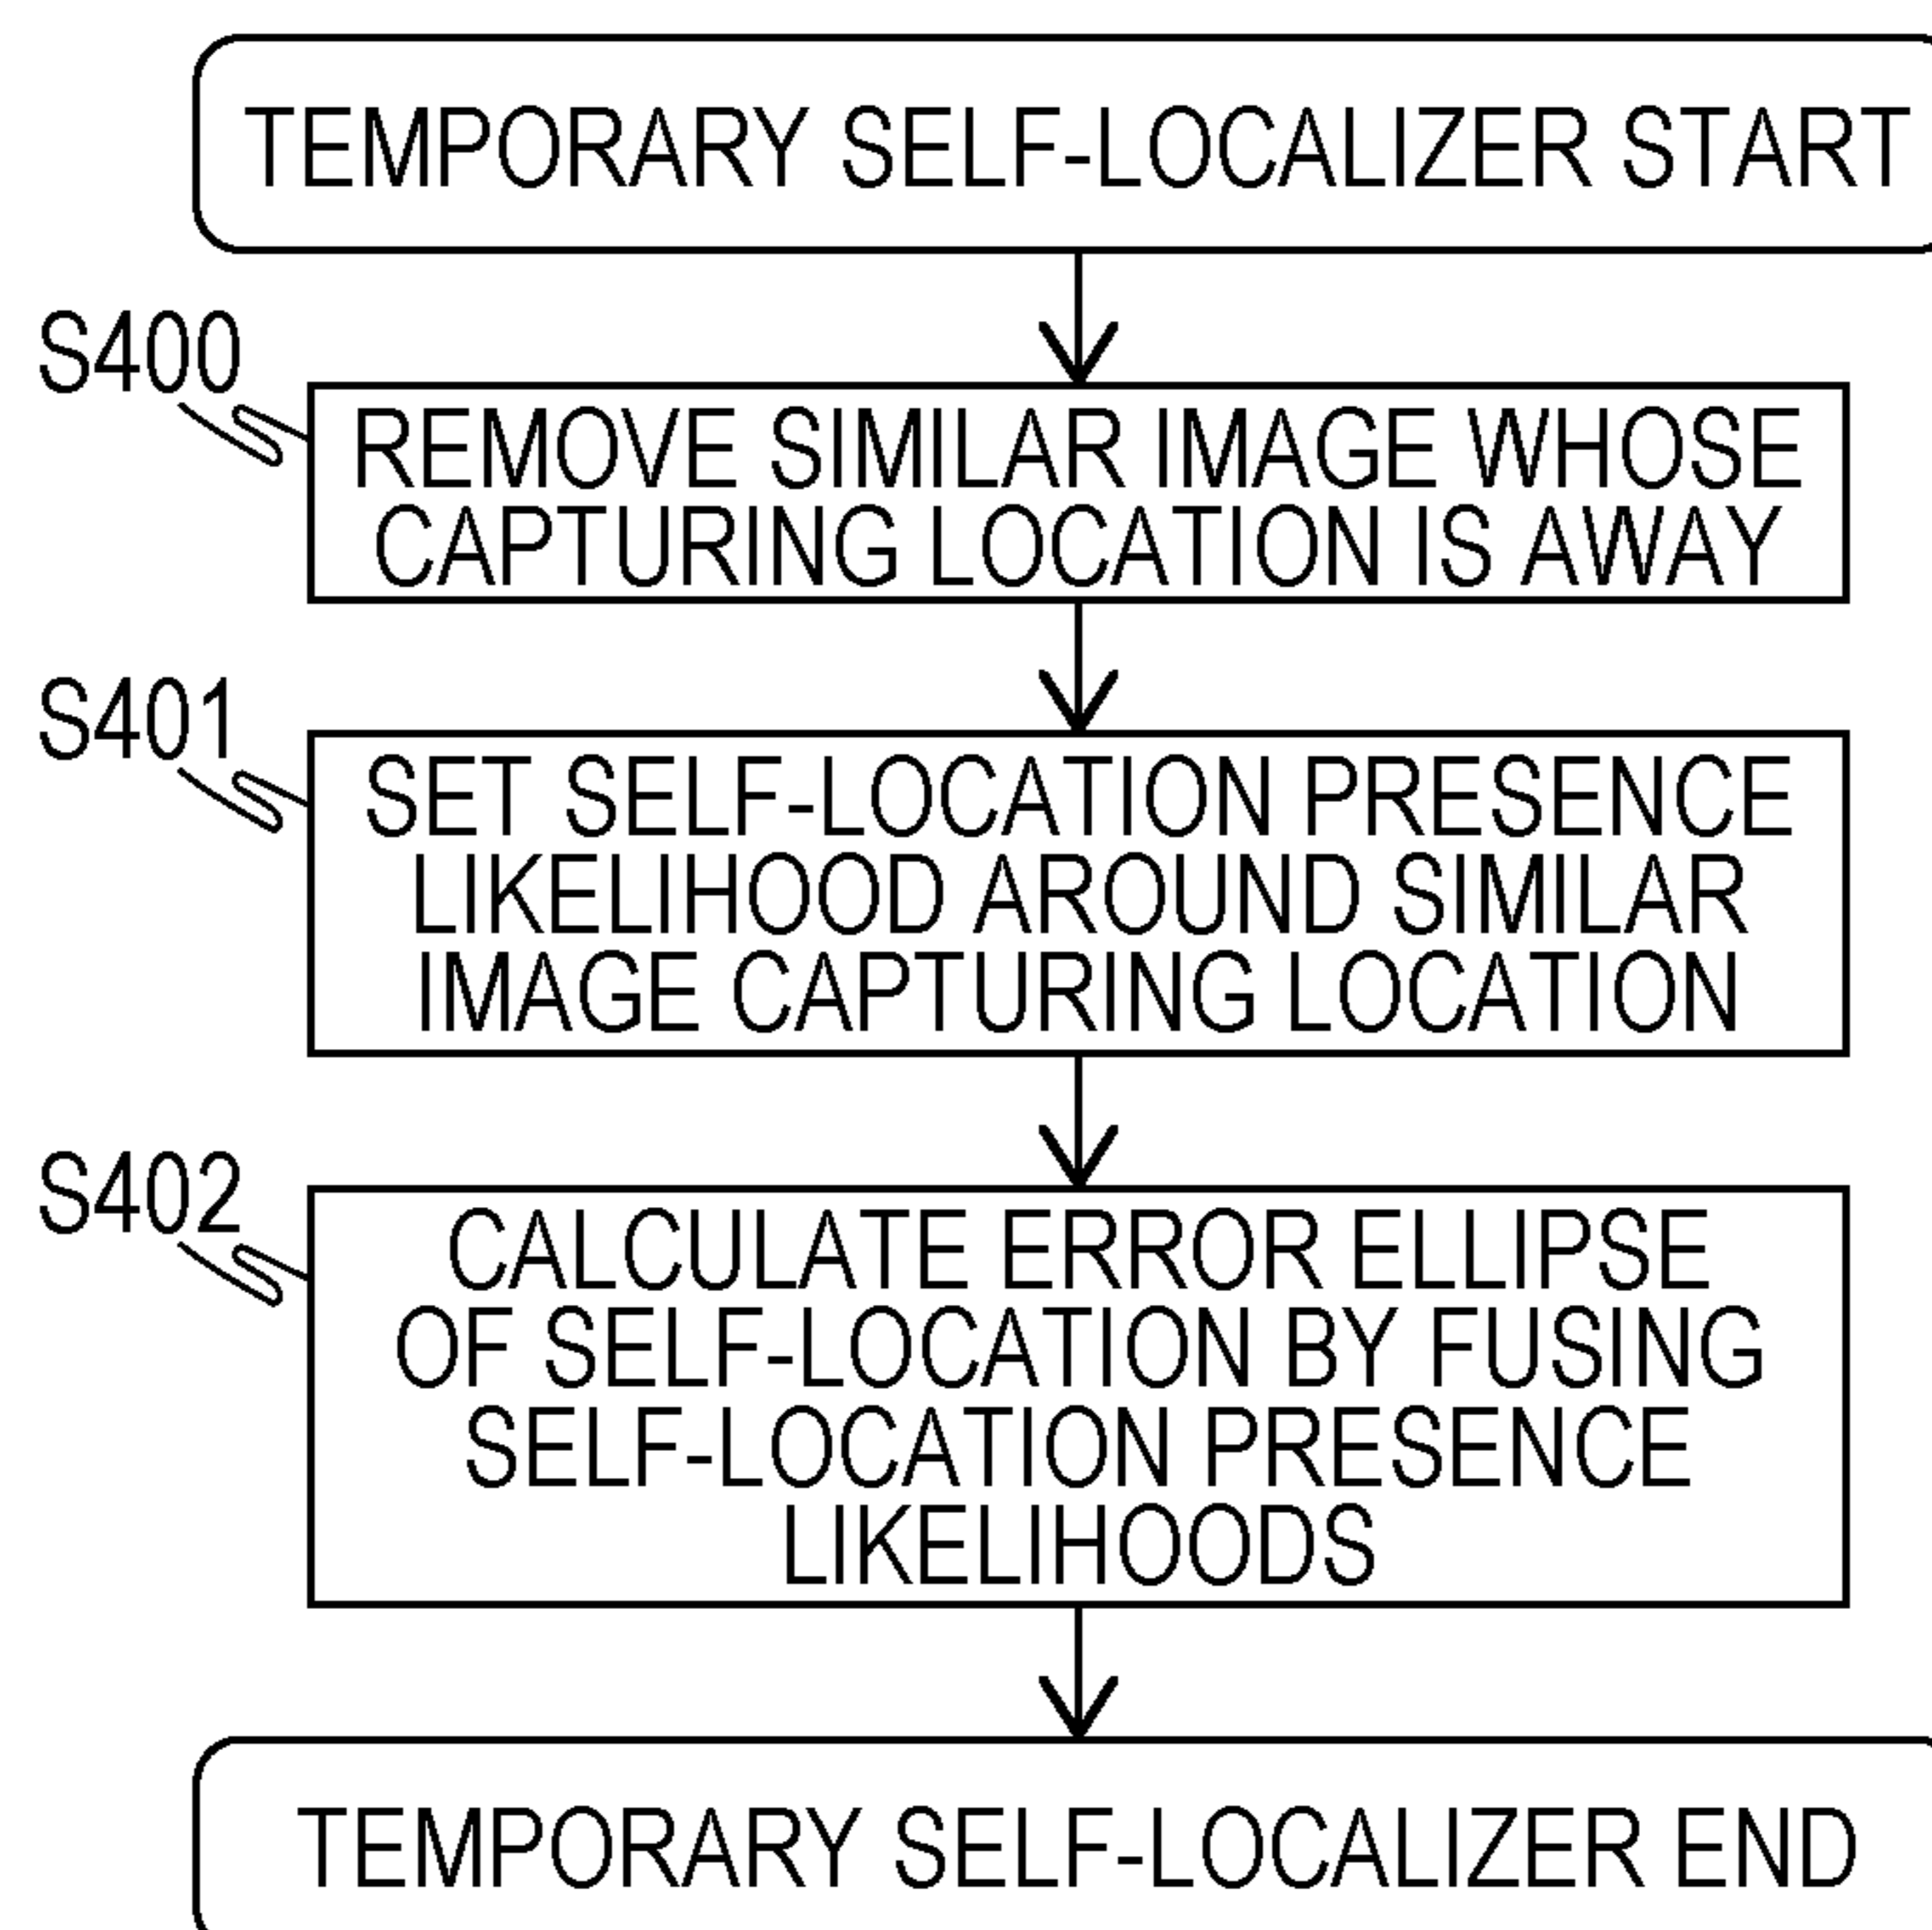 TEMPORARY SELF-LOCALIZER START
S400
REMOVE SIMILAR IMAGE WHOSE
CAPTURING LOCATION IS AWAY
S401
SET SELF-LOCATION PRESENCE
LIKELIHOOD AROUND SIMILAR
IMAGE CAPTURING LOCATION
S402
CALCULATE ERROR ELLIPSE
OF SELF-LOCATION BY FUSING
SELF-LOCATION PRESENCE
LIKELIHOODS
TEMPORARY SELF-LOCALIZER END